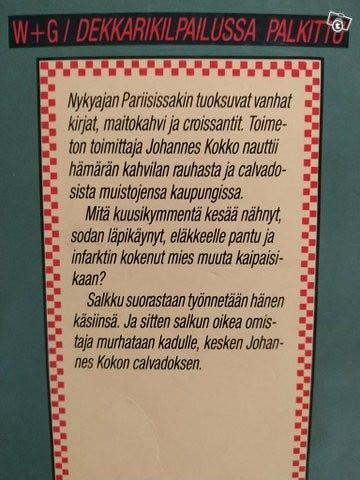 W+G / DEKKARIKILPAILUSSA PALKITTU
Nykyajan Pariisissakin tuoksuvat vanhat
kirjat, maitokahvi ja croissantit. Toime-
ton toimittaja Johannes Kokko nauttii
hämärän kahvilan rauhasta ja calvado-
sista muistojensa kaupungissa.
Mitä kuusikymmentä kesää nähnyt,
sodan läpikäynyt, eläkkeelle pantu ja
infarktin kokenut mies muuta kaipaisi-
kaan?
Salkku suorastaan työnnetään hänen
käsiinsä. Ja sitten salkun oikea omis-
taja murhataan kadulle, kesken Johan-
nes Kokon calvadoksen.